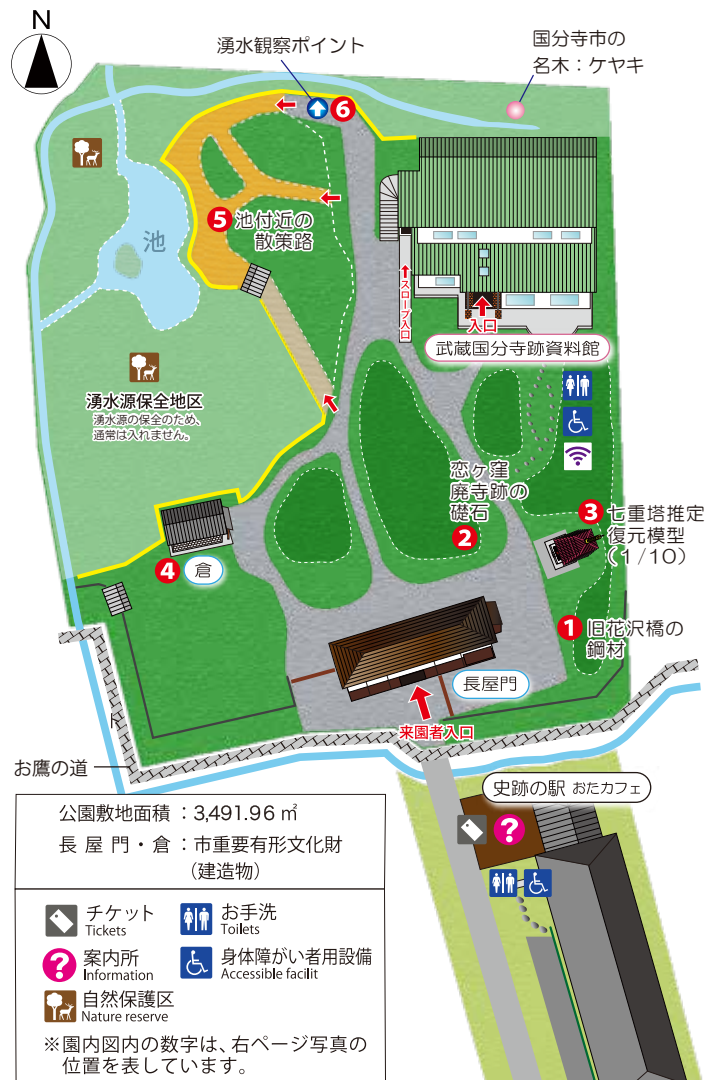 N
湧水観察ポイント
国分寺市の
名木：ケヤキ
6
5 池付近の
散策路
池
スロープ入口
入口
武蔵国分寺跡資料館
湧水源保全地区
湧水源の保全のため、
通常は入れません。
恋ヶ窪
廃寺跡の
礎石
2
3 七重塔推定
復元模型
（1/10）
4 倉
1 旧花沢橋の
鋼材
長屋門
来園者入口
お鷹の道
史跡の駅 おたカフェ
公園敷地面積：3,491.96㎡
長屋門・倉：市重要有形文化財
（建造物）
チケット
Tickets
お手洗
Toilets
?
案内所
Information
身体障がい者用設備
Accessible facilit
自然保護区
Nature reserve
※園内図内の数字は、右ページ写真の
位置を表しています。